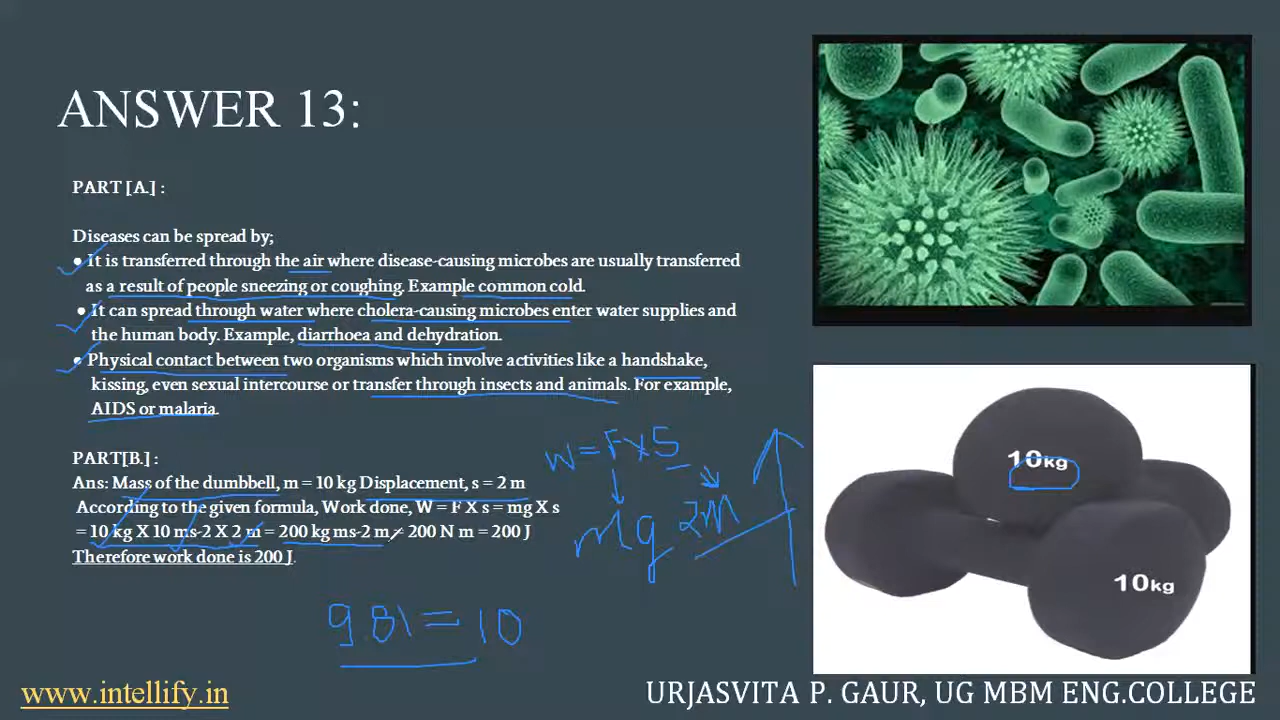 ANSWER 13:
PART [A.] :
Diseases can be spread by;
● It is transferred through the air where disease-causing microbes are usually transferred
as a result of people sneezing or coughing. Example common cold.
● It can spread through water where cholera-causing microbes enter water supplies and
the human body. Example, diarrhoea and dehydration.
● Physical contact between two organisms which involve activities like a handshake,
kissing, even sexual intercourse or transfer through insects and animals. For example,
AIDS or malaria.
PART[B.] :
Ans: Mass of the dumbbell, m = 10 kg Displacement, s = 2 m
According to the given formula, Work done, W = F X s = mg X s
= 10 kg X 10 ms-2 X 2 m = 200 kg ms-2 m = 200 N m = 200 J
Therefore work done is 200 J.
W = F x S
mg 2M
9.81 = 10
10kg
10kg
www.intellify.in
URJASVITA P. GAUR, UG MBM ENG.COLLEGE